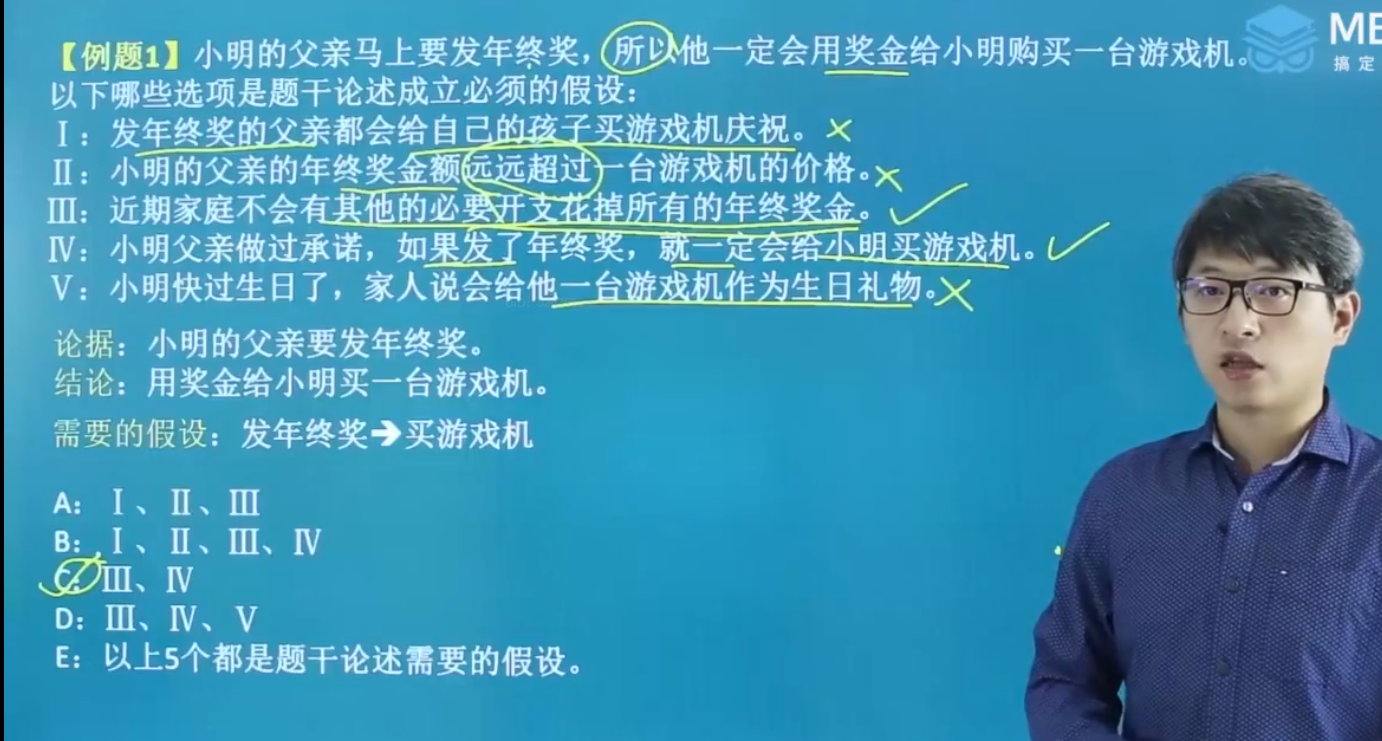 【例题1】小明的父亲马上要发年终奖，所以他一定会用奖金给小明购买一台游戏机。
以下哪些选项是题干论述成立必须的假设：
Ⅰ：发年终奖的父亲都会给自己的孩子买游戏机庆祝。
Ⅱ：小明的父亲的年终奖金额远远超过一台游戏机的价格。
Ⅲ：近期家庭不会有其他的必要开支花掉所有的年终奖金。
Ⅳ：小明父亲做过承诺，如果发了年终奖，就一定会给小明买游戏机。
Ⅴ：小明快过生日了，家人说会给他一台游戏机作为生日礼物。
论据：小明的父亲要发年终奖。
结论：用奖金给小明买一台游戏机。
需要的假设：发年终奖➔买游戏机
A：Ⅰ、Ⅱ、Ⅲ
B：Ⅰ、Ⅱ、Ⅲ、Ⅳ
C：Ⅲ、Ⅳ
D：Ⅲ、Ⅳ、Ⅴ
E：以上5个都是题干论述需要的假设。
搞定